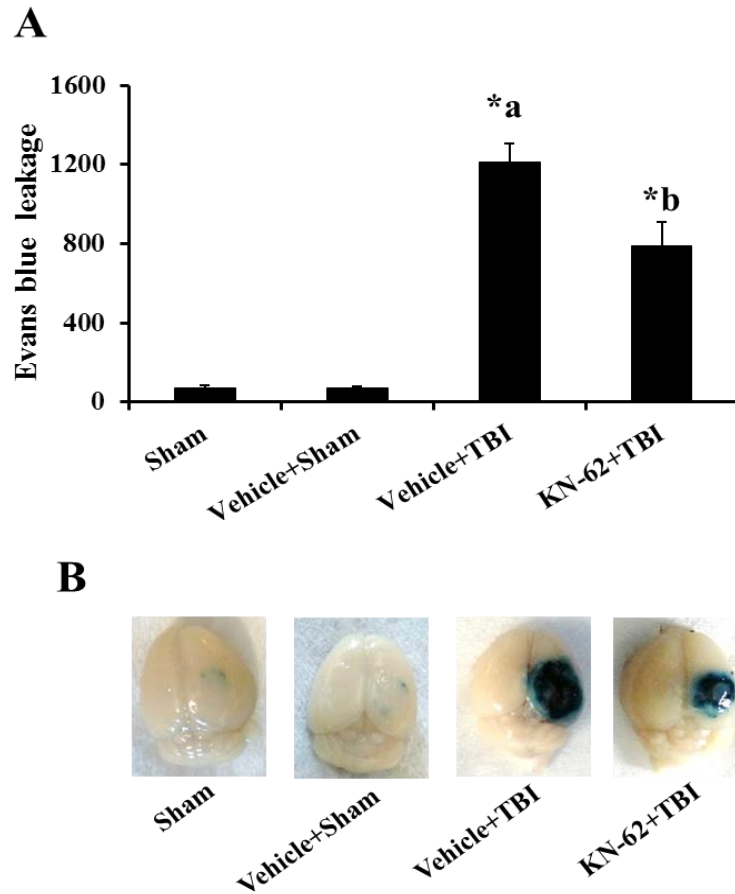 A
Evans blue leakage
1600
1200
800
400
0
*a
*b
Sham
Vehicle+Sham
Vehicle+TBI
KN-62+TBI
B
Sham
Vehicle+Sham
Vehicle+TBI
KN-62+TBI